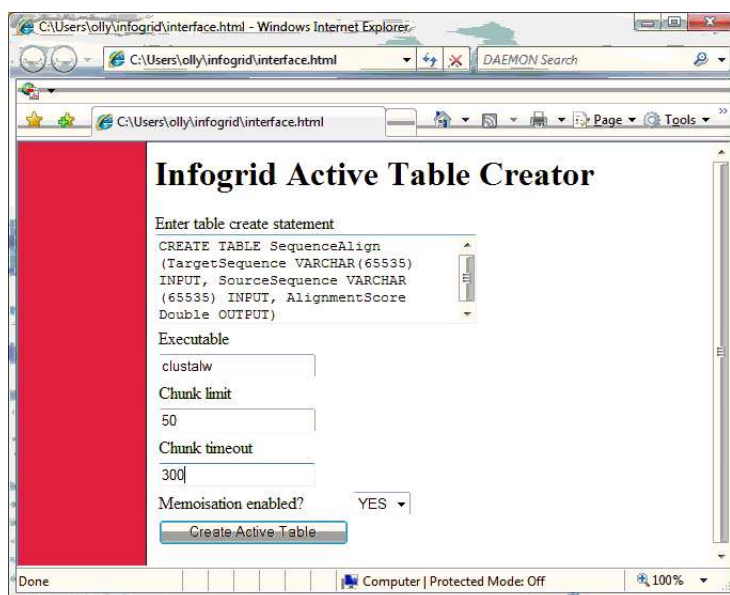 C:\Users\olly\infogrid\interface.html - Windows Internet Explorer
C:\Users\olly\infogrid\interface.html
DAEMON Search
C:\Users\olly\infogrid\interface.html
Page
Tools
Infogrid Active Table Creator
Enter table create statement
CREATE TABLE SequenceAlign
(TargetSequence VARCHAR(65535)
INPUT, SourceSequence VARCHAR
(65535) INPUT, AlignmentScore
Double OUTPUT)
Executable
clustalw
Chunk limit
50
Chunk timeout
300
Memoisation enabled? YES
Create Active Table
Done
Computer | Protected Mode: Off
100%